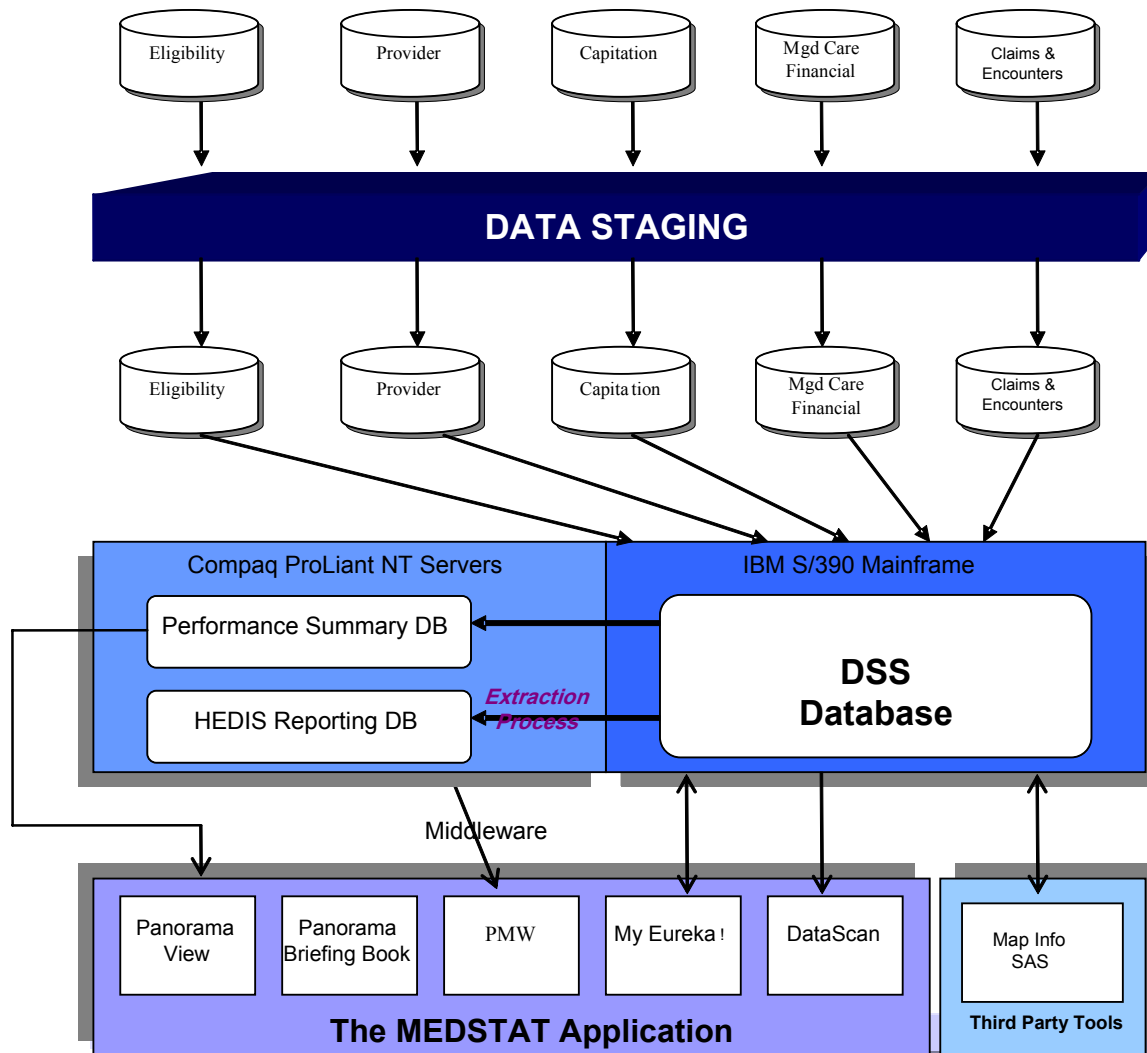 Eligibility
Provider
Capitation
Mgd Care
Financial
Claims &
Encounters
DATA STAGING
Eligibility
Provider
Capitation
Mgd Care
Financial
Claims &
Encounters
Compaq ProLiant NT Servers
IBM S/390 Mainframe
Performance Summary DB
HEDIS Reporting DB
Extraction
Process
DSS
Database
Middleware
Panorama
View
Panorama
Briefing Book
PMW
My Eureka!
DataScan
Map Info
SAS
The MEDSTAT Application
Third Party Tools